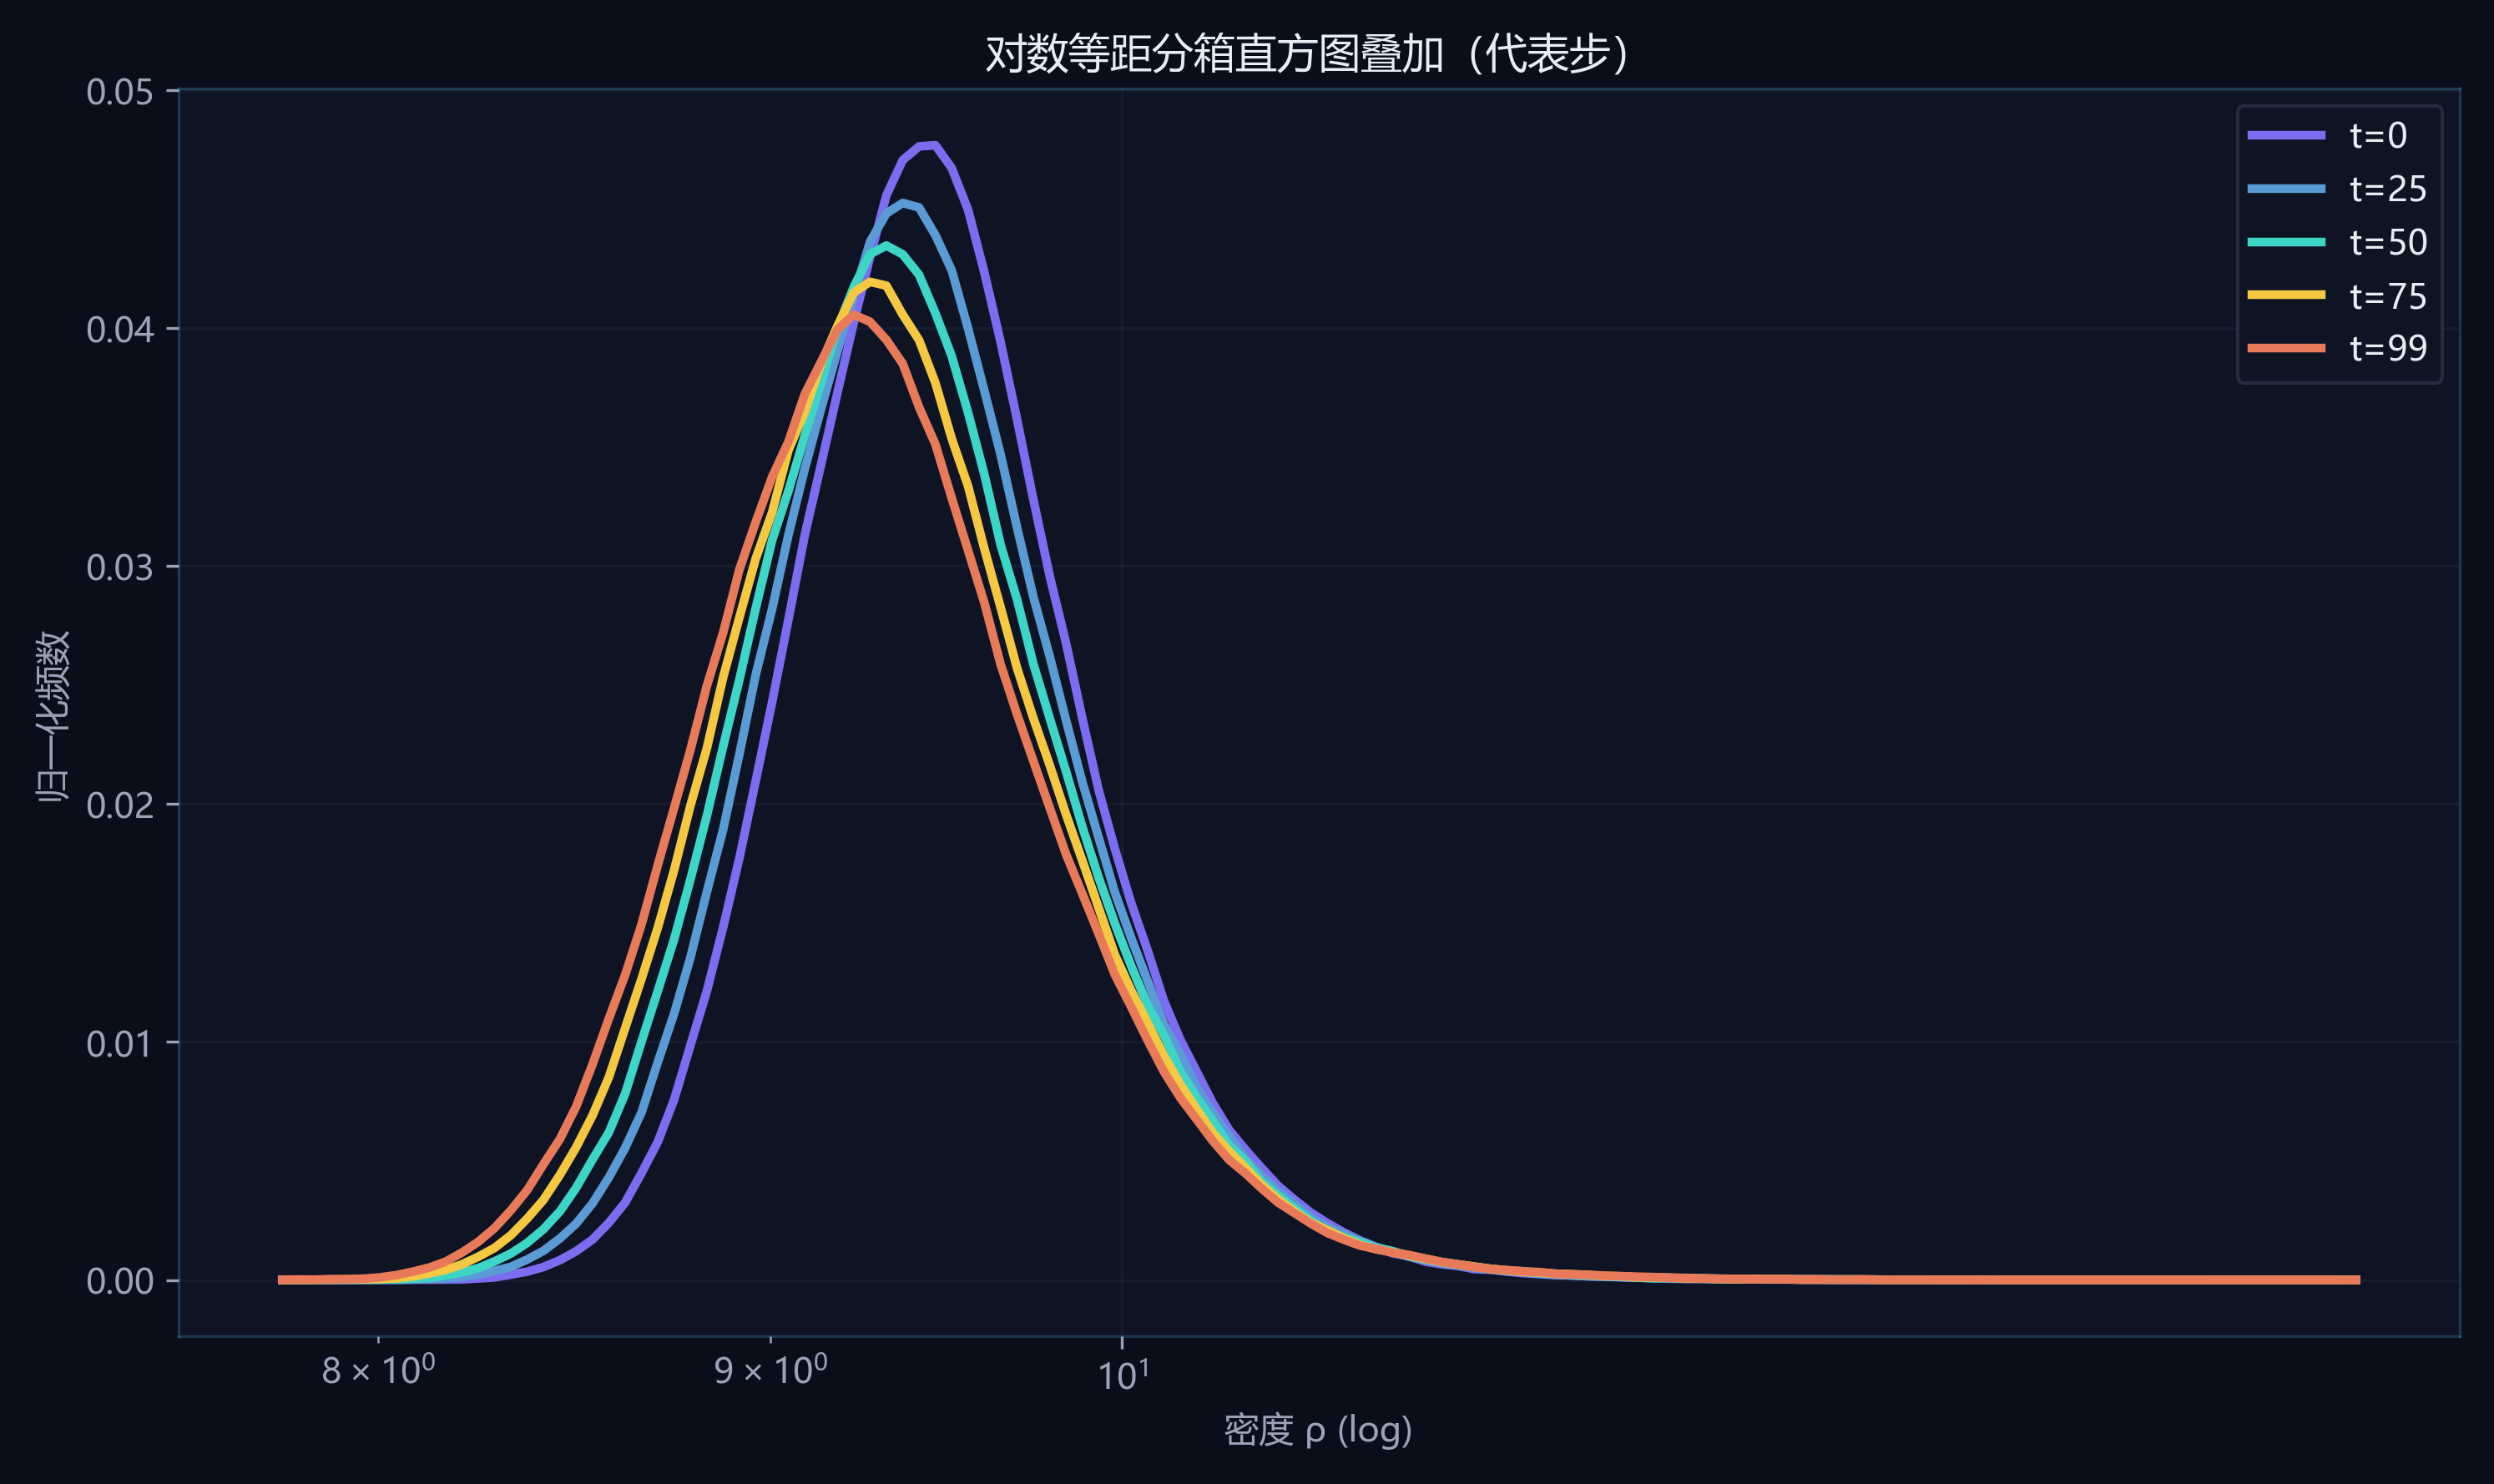 对数等距分箱直方图叠加（代表步）
t=0
t=25
t=50
t=75
t=99
0.05
0.04
0.03
0.02
0.01
0.00
归一化频数
8 × 10⁰
9 × 10⁰
10¹
密度 ρ (log)